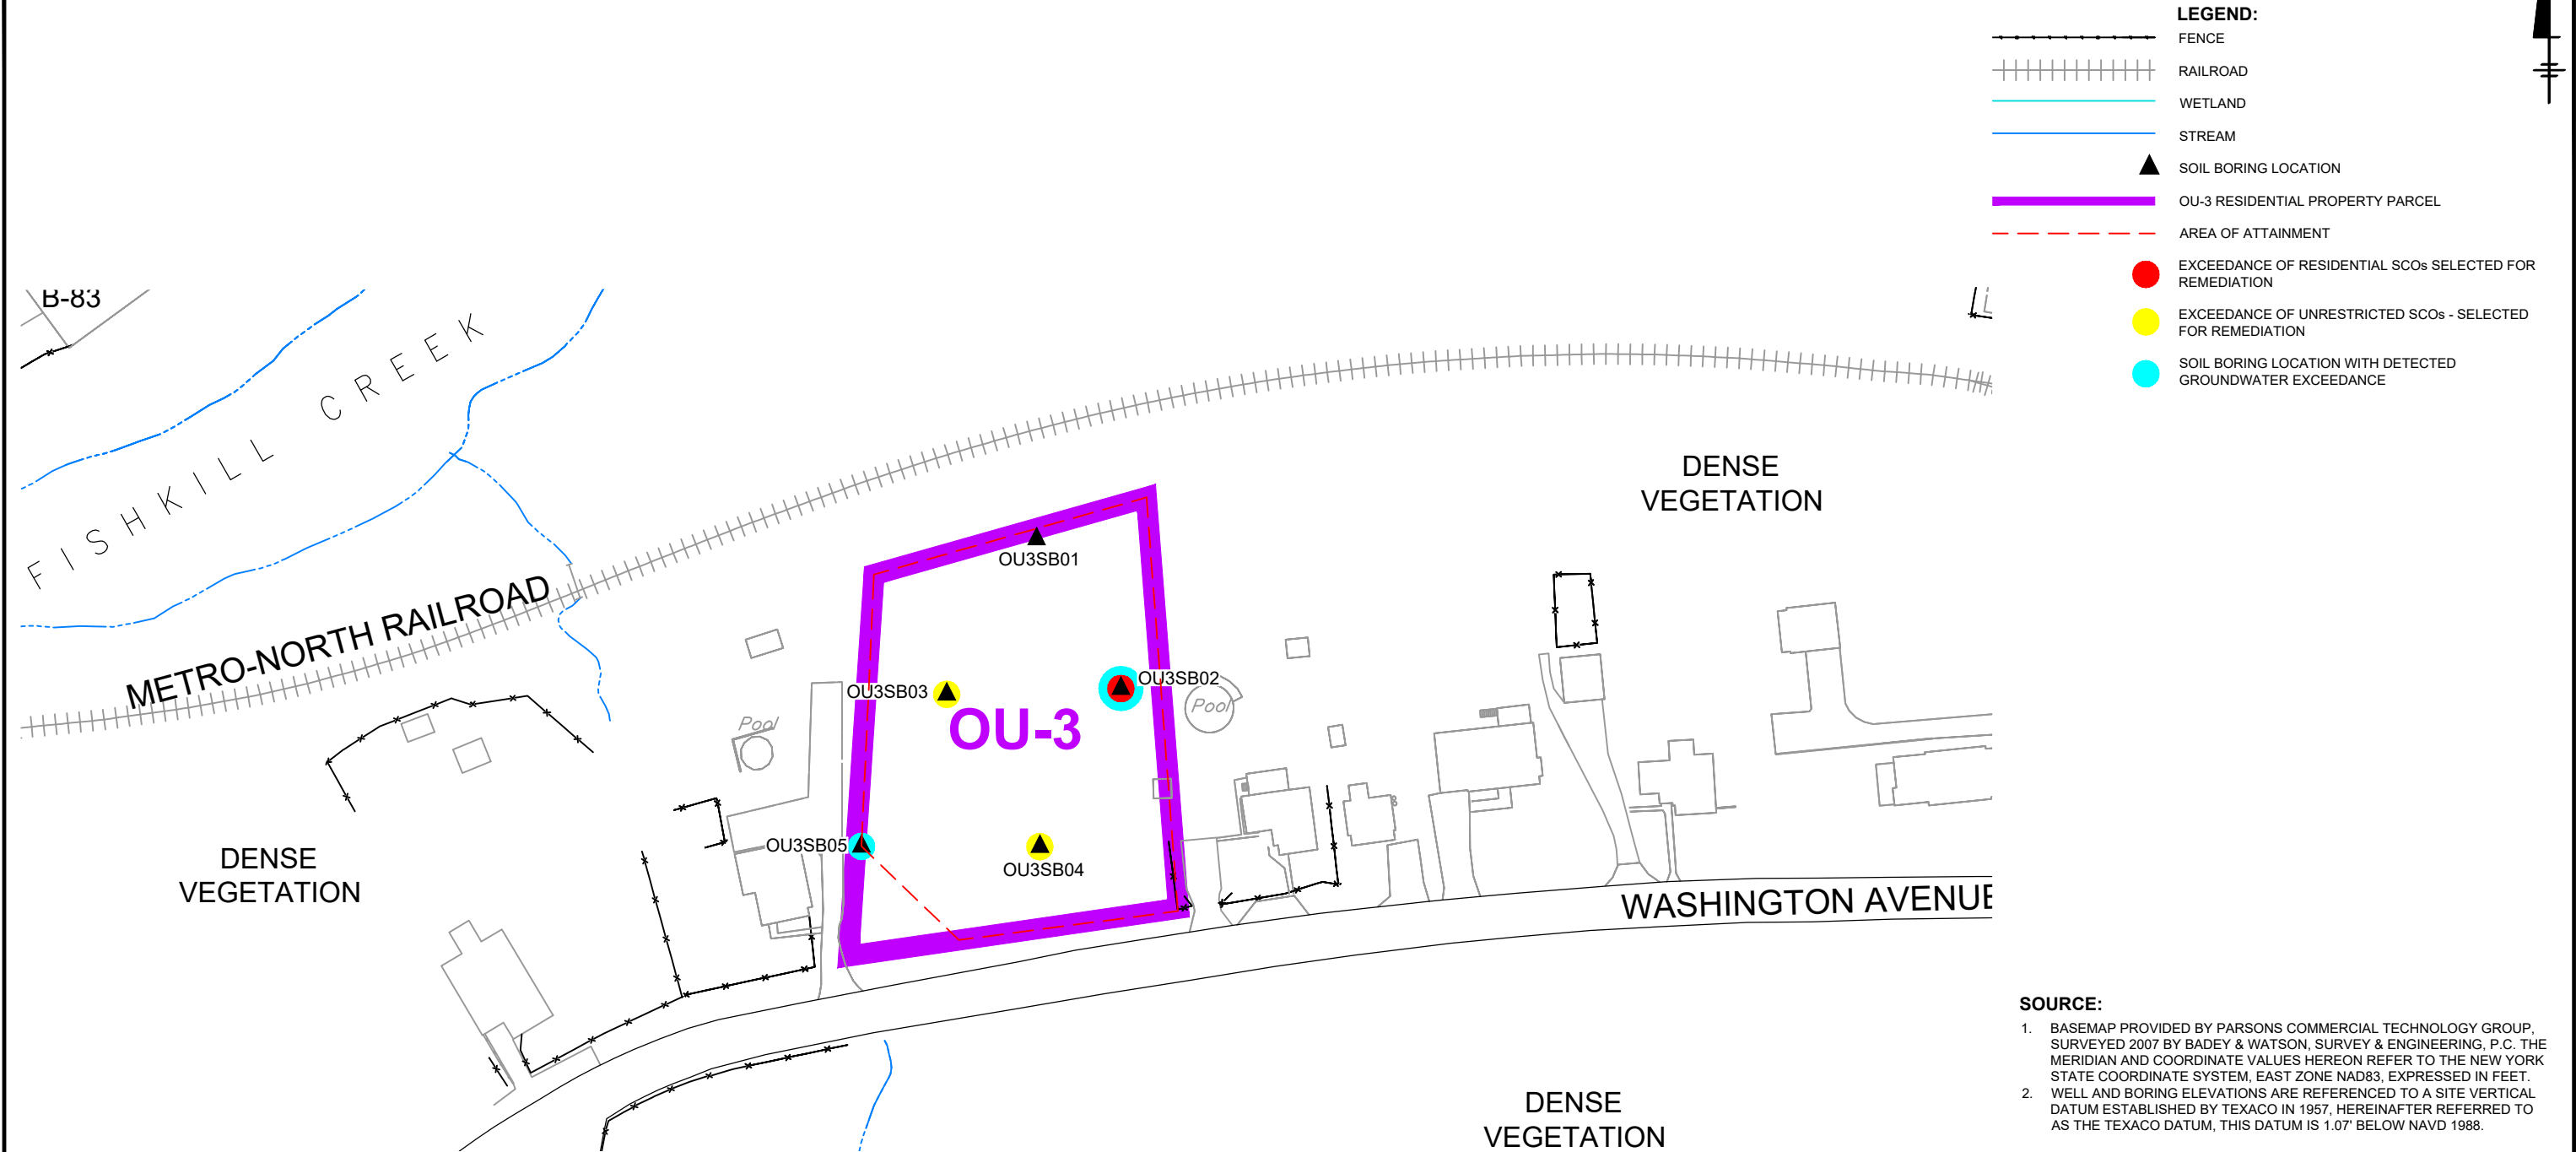 LEGEND:
FENCE
RAILROAD
WETLAND
STREAM
SOIL BORING LOCATION
OU-3 RESIDENTIAL PROPERTY PARCEL
AREA OF ATTAINMENT
EXCEEDANCE OF RESIDENTIAL SCOs SELECTED FOR
REMEDIATION
EXCEEDANCE OF UNRESTRICTED SCOs - SELECTED
FOR REMEDIATION
SOIL BORING LOCATION WITH DETECTED
GROUNDWATER EXCEEDANCE
B-83
FISHKILL CREEK
METRO-NORTH RAILROAD
DENSE
VEGETATION
OU3SB01
OU3SB03
OU3SB02
OU-3
Pool
Pool
OU3SB05
OU3SB04
DENSE
VEGETATION
WASHINGTON AVENUE
DENSE
VEGETATION
SOURCE:
1. BASEMAP PROVIDED BY PARSONS COMMERCIAL TECHNOLOGY GROUP,
SURVEYED 2007 BY BADEY & WATSON, SURVEY & ENGINEERING, P.C. THE
MERIDIAN AND COORDINATE VALUES HEREON REFER TO THE NEW YORK
STATE COORDINATE SYSTEM, EAST ZONE NAD83, EXPRESSED IN FEET.
2. WELL AND BORING ELEVATIONS ARE REFERENCED TO A SITE VERTICAL
DATUM ESTABLISHED BY TEXACO IN 1957, HEREINAFTER REFERRED TO
AS THE TEXACO DATUM, THIS DATUM IS 1.07' BELOW NAVD 1988.